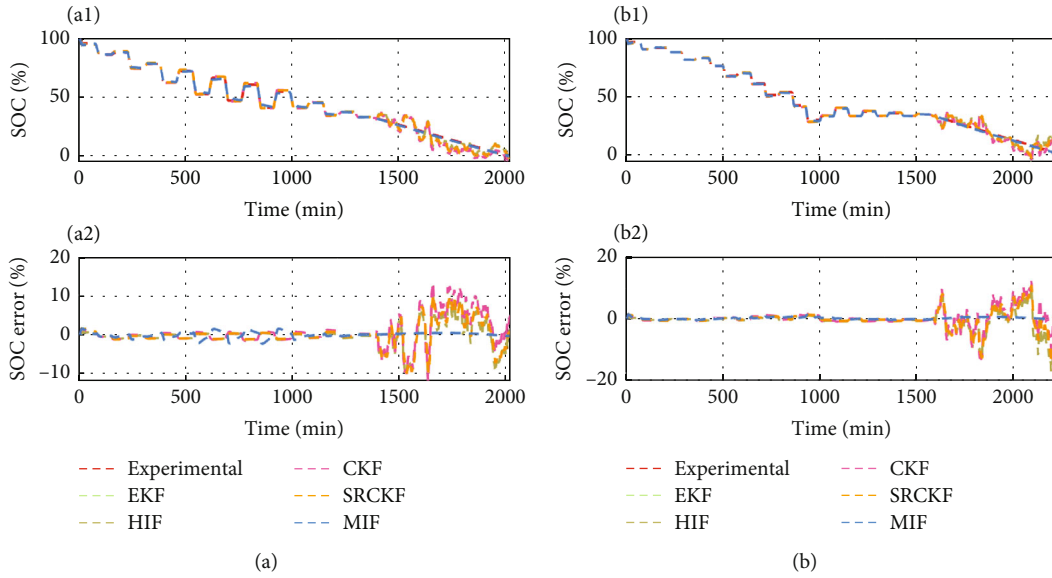 (a1)
100
50
0
SOC (%)
0
500
1000
1500
2000
Time (min)
(a2)
20
10
0
−10
SOC error (%)
0
500
1000
1500
2000
Time (min)
Experimental
EKF
HIF
CKF
SRCKF
MIF
(a)
(b1)
100
50
0
SOC (%)
0
500
1000
1500
2000
Time (min)
(b2)
20
0
−20
SOC error (%)
0
500
1000
1500
2000
Time (min)
Experimental
EKF
HIF
CKF
SRCKF
MIF
(b)